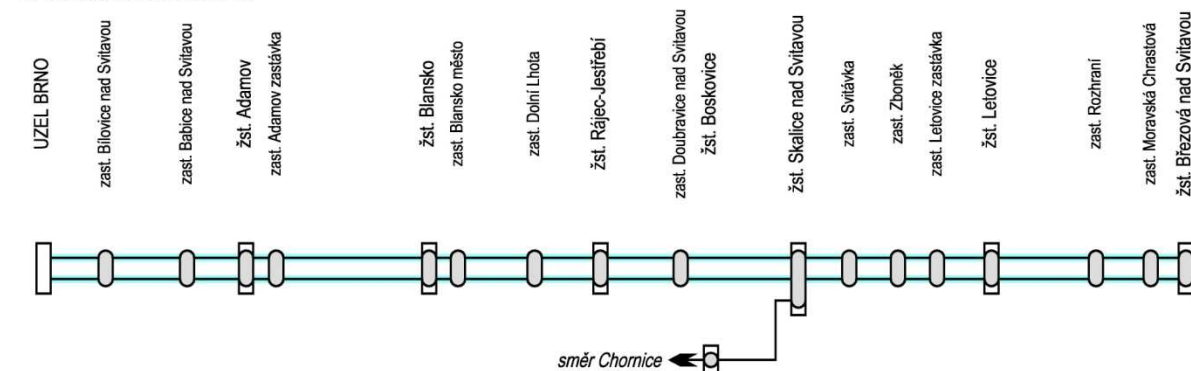 UZEL BRNO
zast. Bílovice nad Svitavou
zast. Babice nad Svitavou
žst. Adamov
zast. Adamov zastávka
žst. Blansko
zast. Blansko město
zast. Dolní Lhota
žst. Rájec-Jestřebí
zast. Doubravice nad Svitavou
žst. Boskovice
žst. Skalice nad Svitavou
zast. Svitávka
zast. Zboněk
zast. Letovice zastávka
žst. Letovice
zast. Rozhraní
zast. Moravská Chrastová
žst. Březová nad Svitavou
směr Chornice